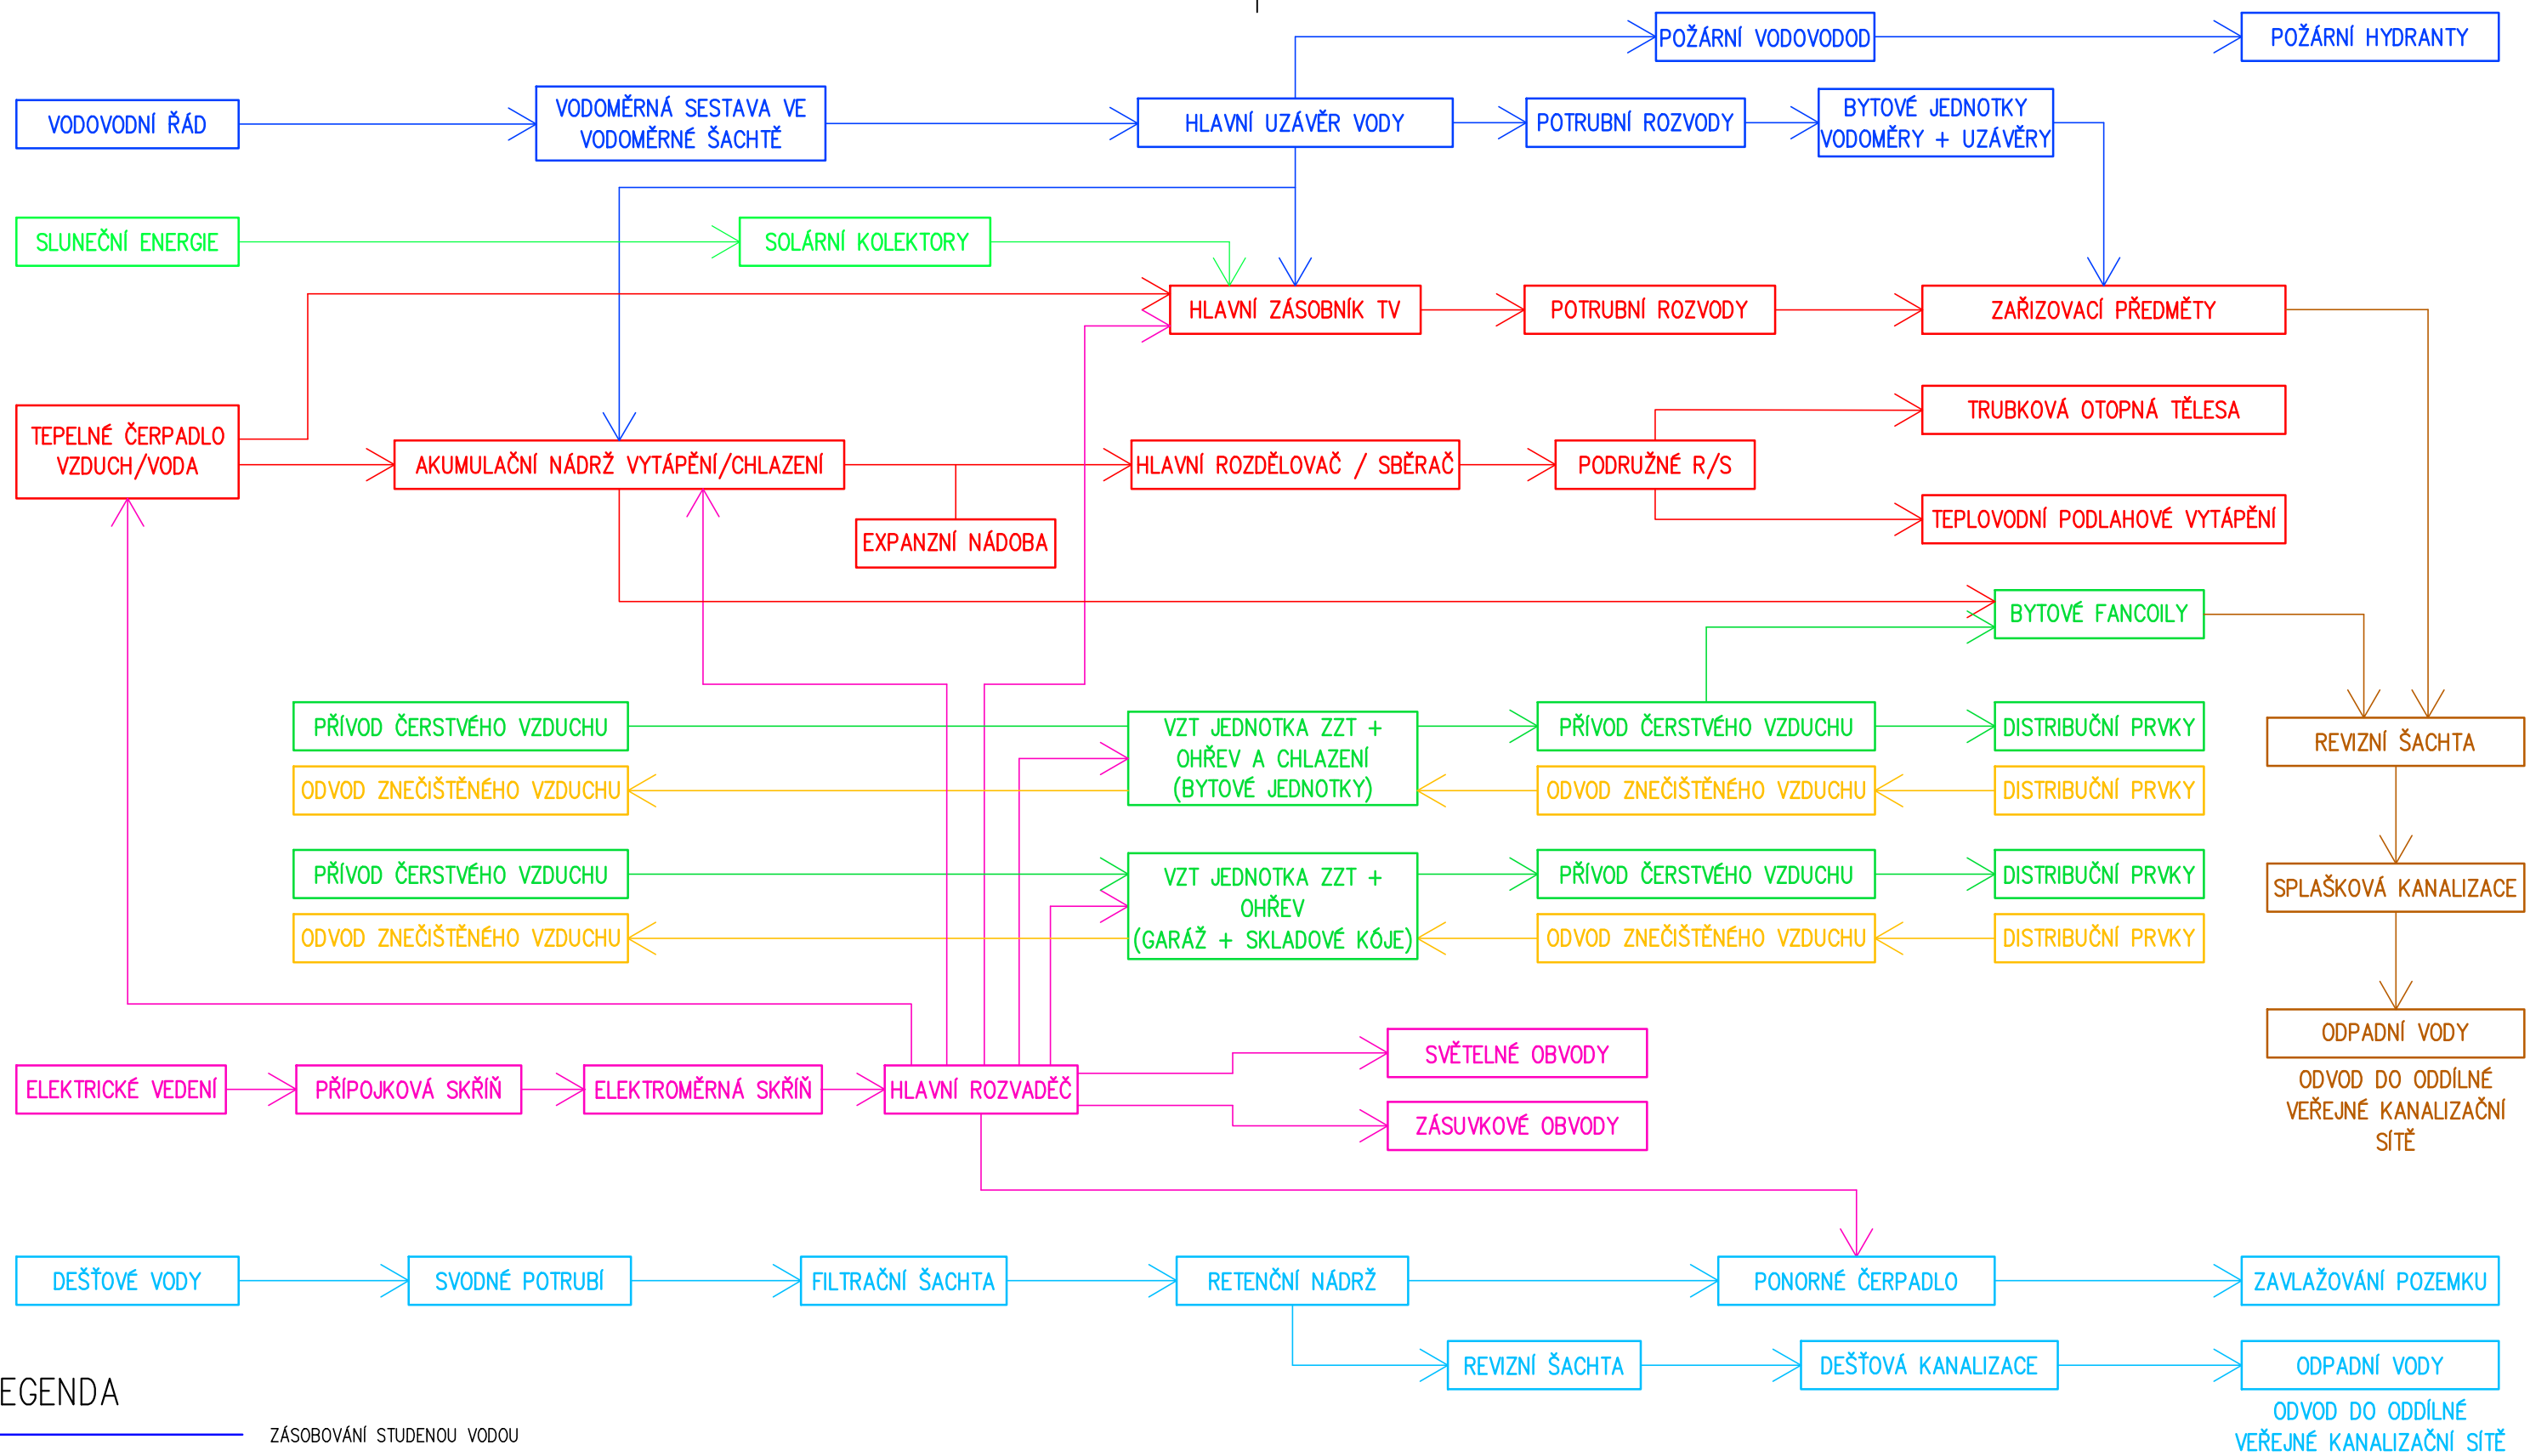 POŽÁRNÍ VODOVODOD
POŽÁRNÍ HYDRANTY
VODOVODNÍ ŘÁD
VODOMĚRNÁ SESTAVA VE
VODOMĚRNÉ ŠACHTĚ
HLAVNÍ UZÁVĚR VODY
POTRUBNÍ ROZVODY
BYTOVÉ JEDNOTKY
VODOMĚRY + UZÁVĚRY
SLUNEČNÍ ENERGIE
SOLÁRNÍ KOLEKTORY
HLAVNÍ ZÁSOBNÍK TV
POTRUBNÍ ROZVODY
ZAŘIZOVACÍ PŘEDMĚTY
TEPELNÉ ČERPADLO
VZDUCH/VODA
AKUMULAČNÍ NÁDRŽ VYTÁPĚNÍ/CHLAZENÍ
HLAVNÍ ROZDĚLOVAČ / SBĚRAČ
PODRUŽNÉ R/S
TRUBKOVÁ OTOPNÁ TĚLESA
EXPANZNÍ NÁDOBA
TEPLOVODNÍ PODLAHOVÉ VYTÁPĚNÍ
BYTOVÉ FANCOILY
PŘÍVOD ČERSTVÉHO VZDUCHU
VZT JEDNOTKA ZZT +
OHŘEV A CHLAZENÍ
(BYTOVÉ JEDNOTKY)
PŘÍVOD ČERSTVÉHO VZDUCHU
DISTRIBUČNÍ PRVKY
REVIZNÍ ŠACHTA
ODVOD ZNEČIŠTĚNÉHO VZDUCHU
ODVOD ZNEČIŠTĚNÉHO VZDUCHU
DISTRIBUČNÍ PRVKY
PŘÍVOD ČERSTVÉHO VZDUCHU
VZT JEDNOTKA ZZT +
OHŘEV
(GARÁŽ + SKLADOVÉ KÓJE)
PŘÍVOD ČERSTVÉHO VZDUCHU
DISTRIBUČNÍ PRVKY
SPLAŠKOVÁ KANALIZACE
ODVOD ZNEČIŠTĚNÉHO VZDUCHU
ODVOD ZNEČIŠTĚNÉHO VZDUCHU
DISTRIBUČNÍ PRVKY
ODPADNÍ VODY
ODVOD DO ODDÍLNÉ
VEŘEJNÉ KANALIZAČNÍ
SÍTĚ
ELEKTRICKÉ VEDENÍ
PŘÍPOJKOVÁ SKŘÍŇ
ELEKTROMĚRNÁ SKŘÍŇ
HLAVNÍ ROZVADĚČ
SVĚTELNÉ OBVODY
ZÁSUVKOVÉ OBVODY
DEŠŤOVÉ VODY
SVODNÉ POTRUBÍ
FILTRAČNÍ ŠACHTA
RETENČNÍ NÁDRŽ
PONORNÉ ČERPADLO
ZAVLAŽOVÁNÍ POZEMKU
REVIZNÍ ŠACHTA
DEŠŤOVÁ KANALIZACE
ODPADNÍ VODY
ODVOD DO ODDÍLNÉ
VEŘEJNÉ KANALIZAČNÍ SÍTĚ
EGENDA
ZÁSOBOVÁNÍ STUDENOU VODOU